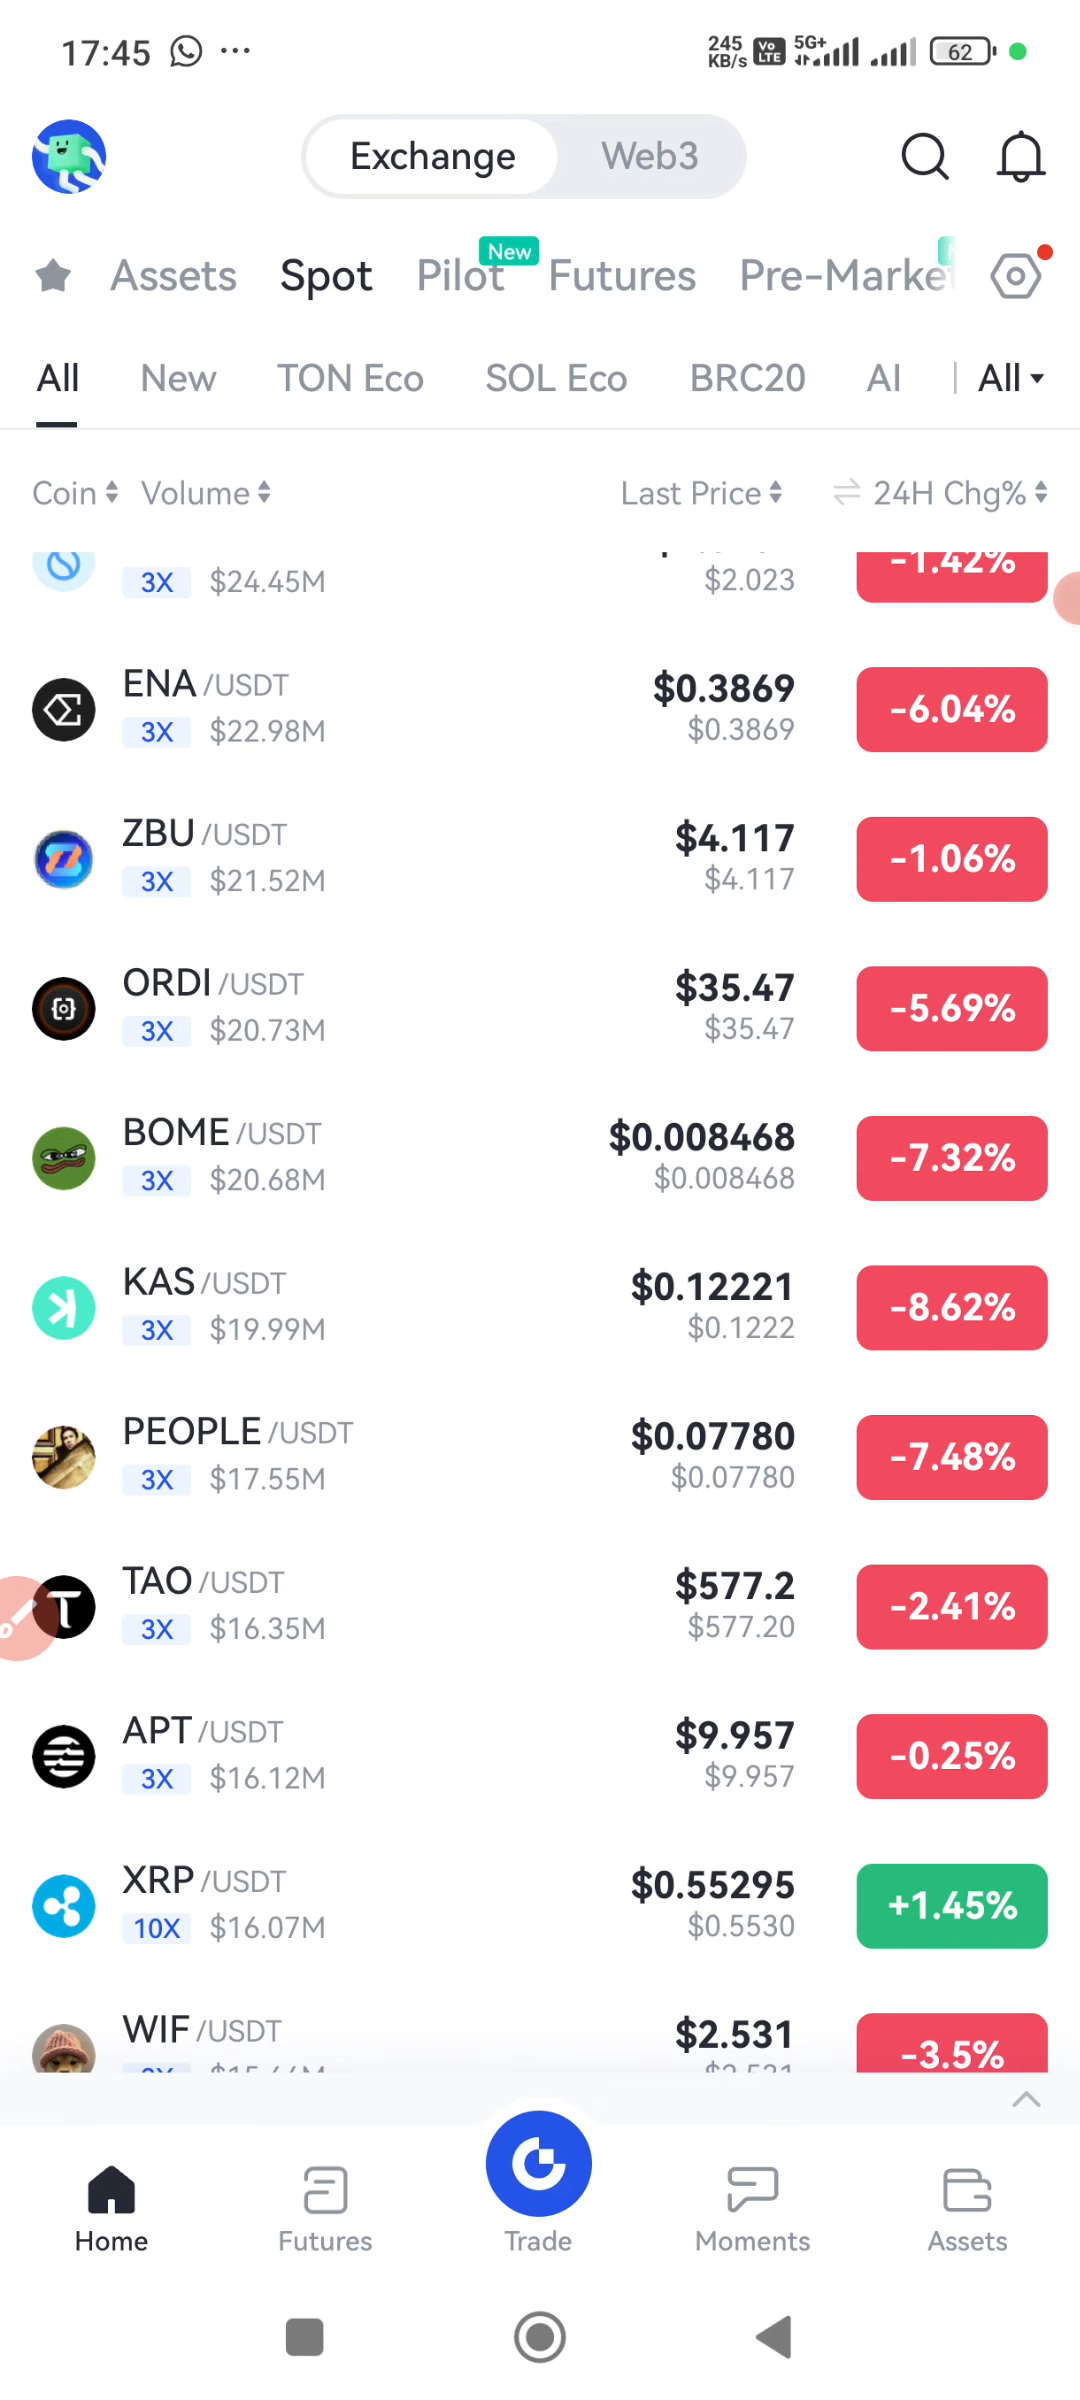 17:45 ... 245 KB/s Vo LTE 5G+ 62
Exchange Web3
Assets Spot Pilot New Futures Pre-Market
All New TON Eco SOL Eco BRC20 AI | All
Coin Volume Last Price 24H Chg%
-1.42%
3X $24.45M $2.023
ENA /USDT $0.3869 -6.04%
3X $22.98M $0.3869
ZBU /USDT $4.117 -1.06%
3X $21.52M $4.117
ORDI /USDT $35.47 -5.69%
3X $20.73M $35.47
BOME /USDT $0.008468 -7.32%
3X $20.68M $0.008468
KAS /USDT $0.12221 -8.62%
3X $19.99M $0.1222
PEOPLE /USDT $0.07780 -7.48%
3X $17.55M $0.07780
TAO /USDT $577.2 -2.41%
3X $16.35M $577.20
APT /USDT $9.957 -0.25%
3X $16.12M $9.957
XRP /USDT $0.55295 +1.45%
10X $16.07M $0.5530
WIF /USDT $2.531 -3.5%
Home Futures Trade Moments Assets